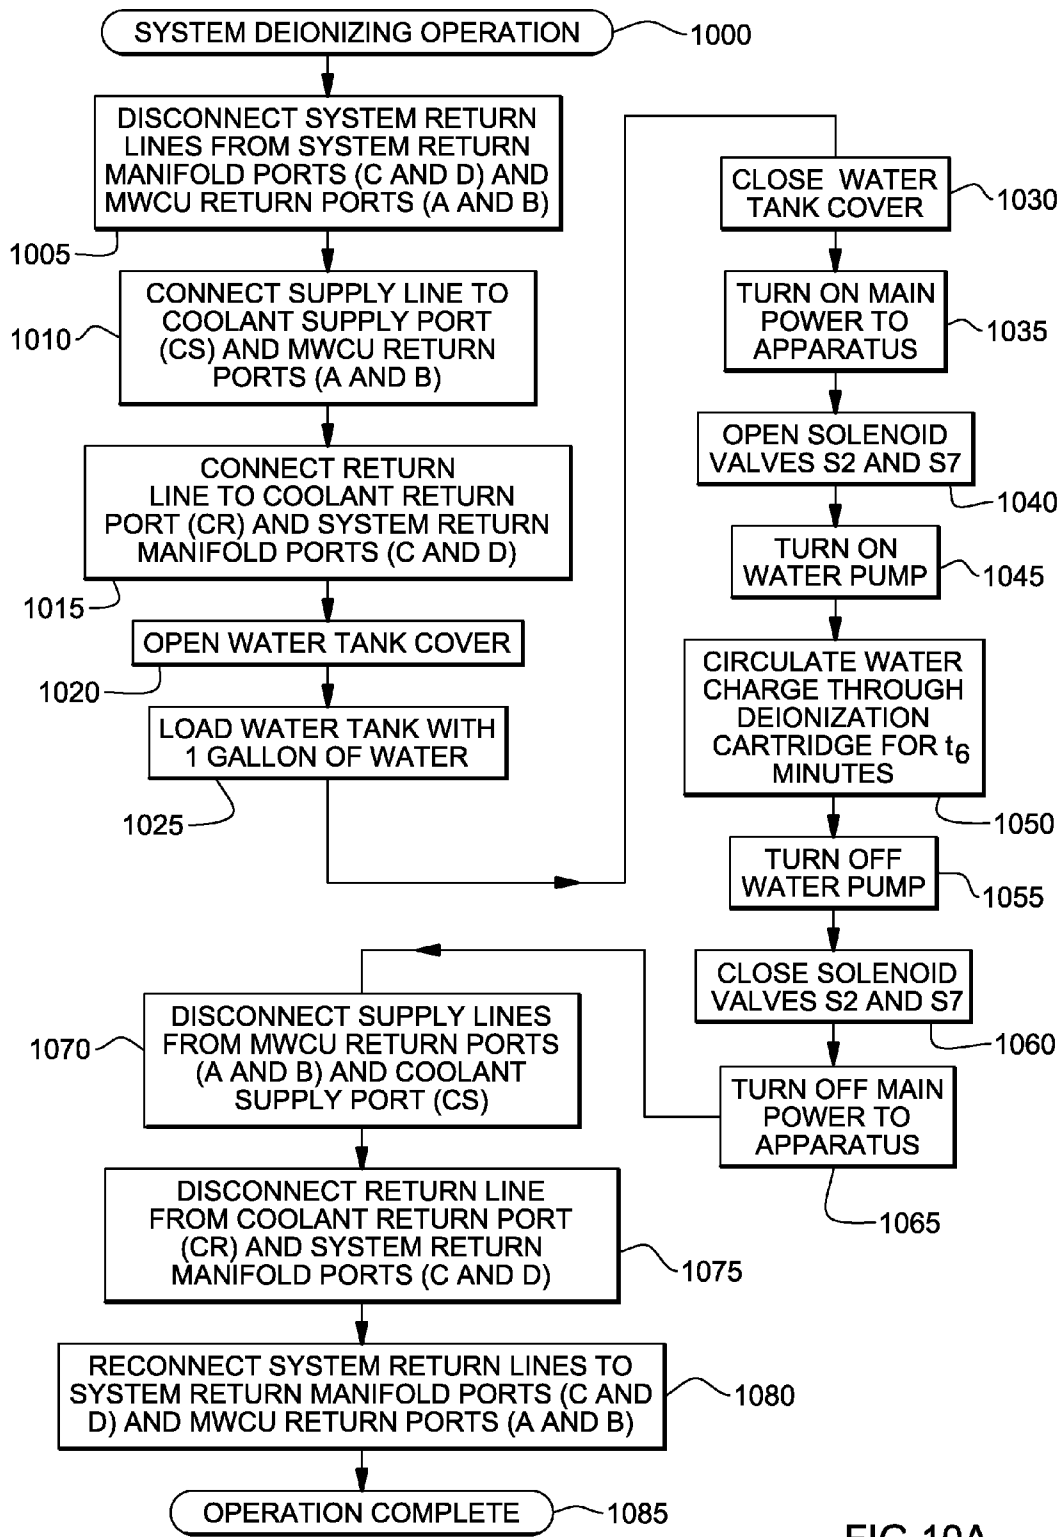 SYSTEM DEIONIZING OPERATION
1000
DISCONNECT SYSTEM RETURN
LINES FROM SYSTEM RETURN
MANIFOLD PORTS (C AND D) AND
MWCU RETURN PORTS (A AND B)
1005
CONNECT SUPPLY LINE TO
COOLANT SUPPLY PORT
(CS) AND MWCU RETURN
PORTS (A AND B)
1010
CONNECT RETURN
LINE TO COOLANT RETURN
PORT (CR) AND SYSTEM RETURN
MANIFOLD PORTS (C AND D)
1015
OPEN WATER TANK COVER
1020
LOAD WATER TANK WITH
1 GALLON OF WATER
1025
CLOSE WATER
TANK COVER
1030
TURN ON MAIN
POWER TO
APPARATUS
1035
OPEN SOLENOID
VALVES S2 AND S7
1040
TURN ON
WATER PUMP
1045
CIRCULATE WATER
CHARGE THROUGH
DEIONIZATION
CARTRIDGE FOR t6
MINUTES
1050
TURN OFF
WATER PUMP
1055
CLOSE SOLENOID
VALVES S2 AND S7
1060
TURN OFF MAIN
POWER TO
APPARATUS
1065
DISCONNECT SUPPLY LINES
FROM MWCU RETURN PORTS
(A AND B) AND COOLANT
SUPPLY PORT (CS)
1070
DISCONNECT RETURN LINE
FROM COOLANT RETURN PORT
(CR) AND SYSTEM RETURN
MANIFOLD PORTS (C AND D)
1075
RECONNECT SYSTEM RETURN LINES TO
SYSTEM RETURN MANIFOLD PORTS (C AND
D) AND MWCU RETURN PORTS (A AND B)
1080
OPERATION COMPLETE
1085
FIG. 10A